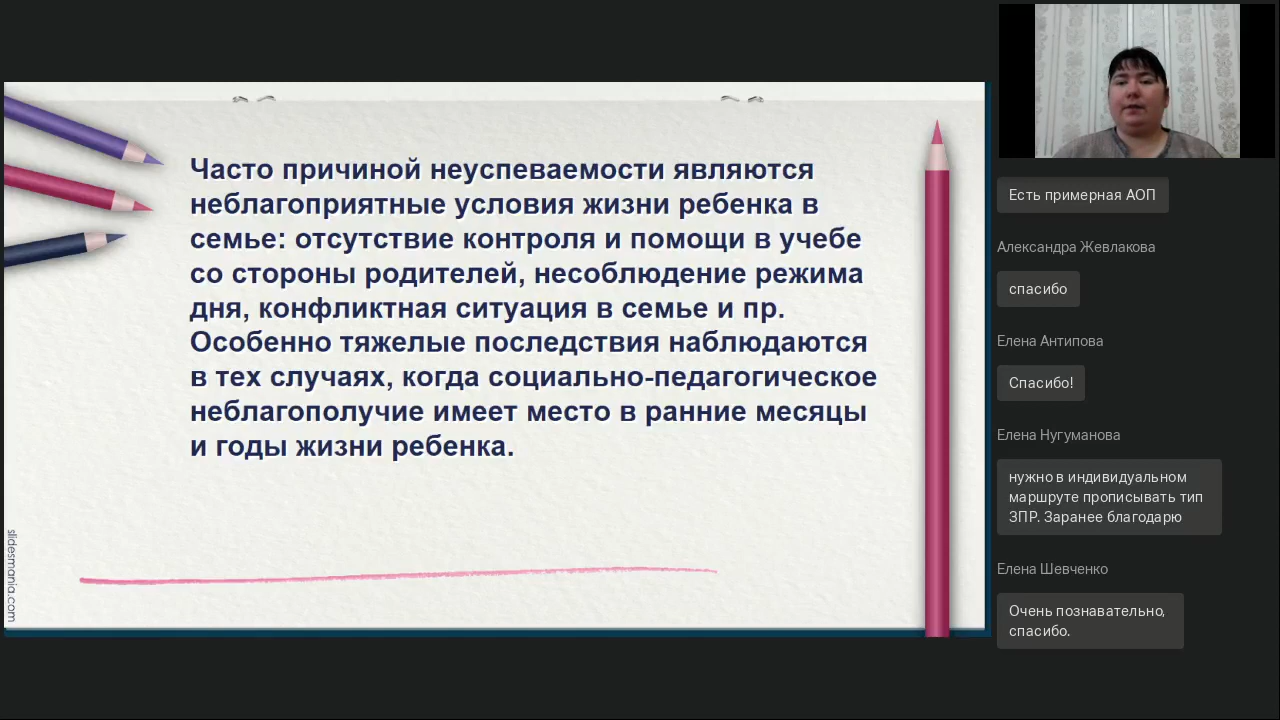 Часто причиной неуспеваемости являются
неблагоприятные условия жизни ребенка в
семье: отсутствие контроля и помощи в учебе
со стороны родителей, несоблюдение режима
дня, конфликтная ситуация в семье и пр.
Особенно тяжелые последствия наблюдаются
в тех случаях, когда социально-педагогическое
неблагополучие имеет место в ранние месяцы
и годы жизни ребенка.
slidesmania.com
Есть примерная АОП
Александра Жевлакова
спасибо
Елена Антипова
Спасибо!
Елена Нугуманова
нужно в индивидуальном
маршруте прописывать тип
ЗПР. Заранее благодарю
Елена Шевченко
Очень познавательно,
спасибо.